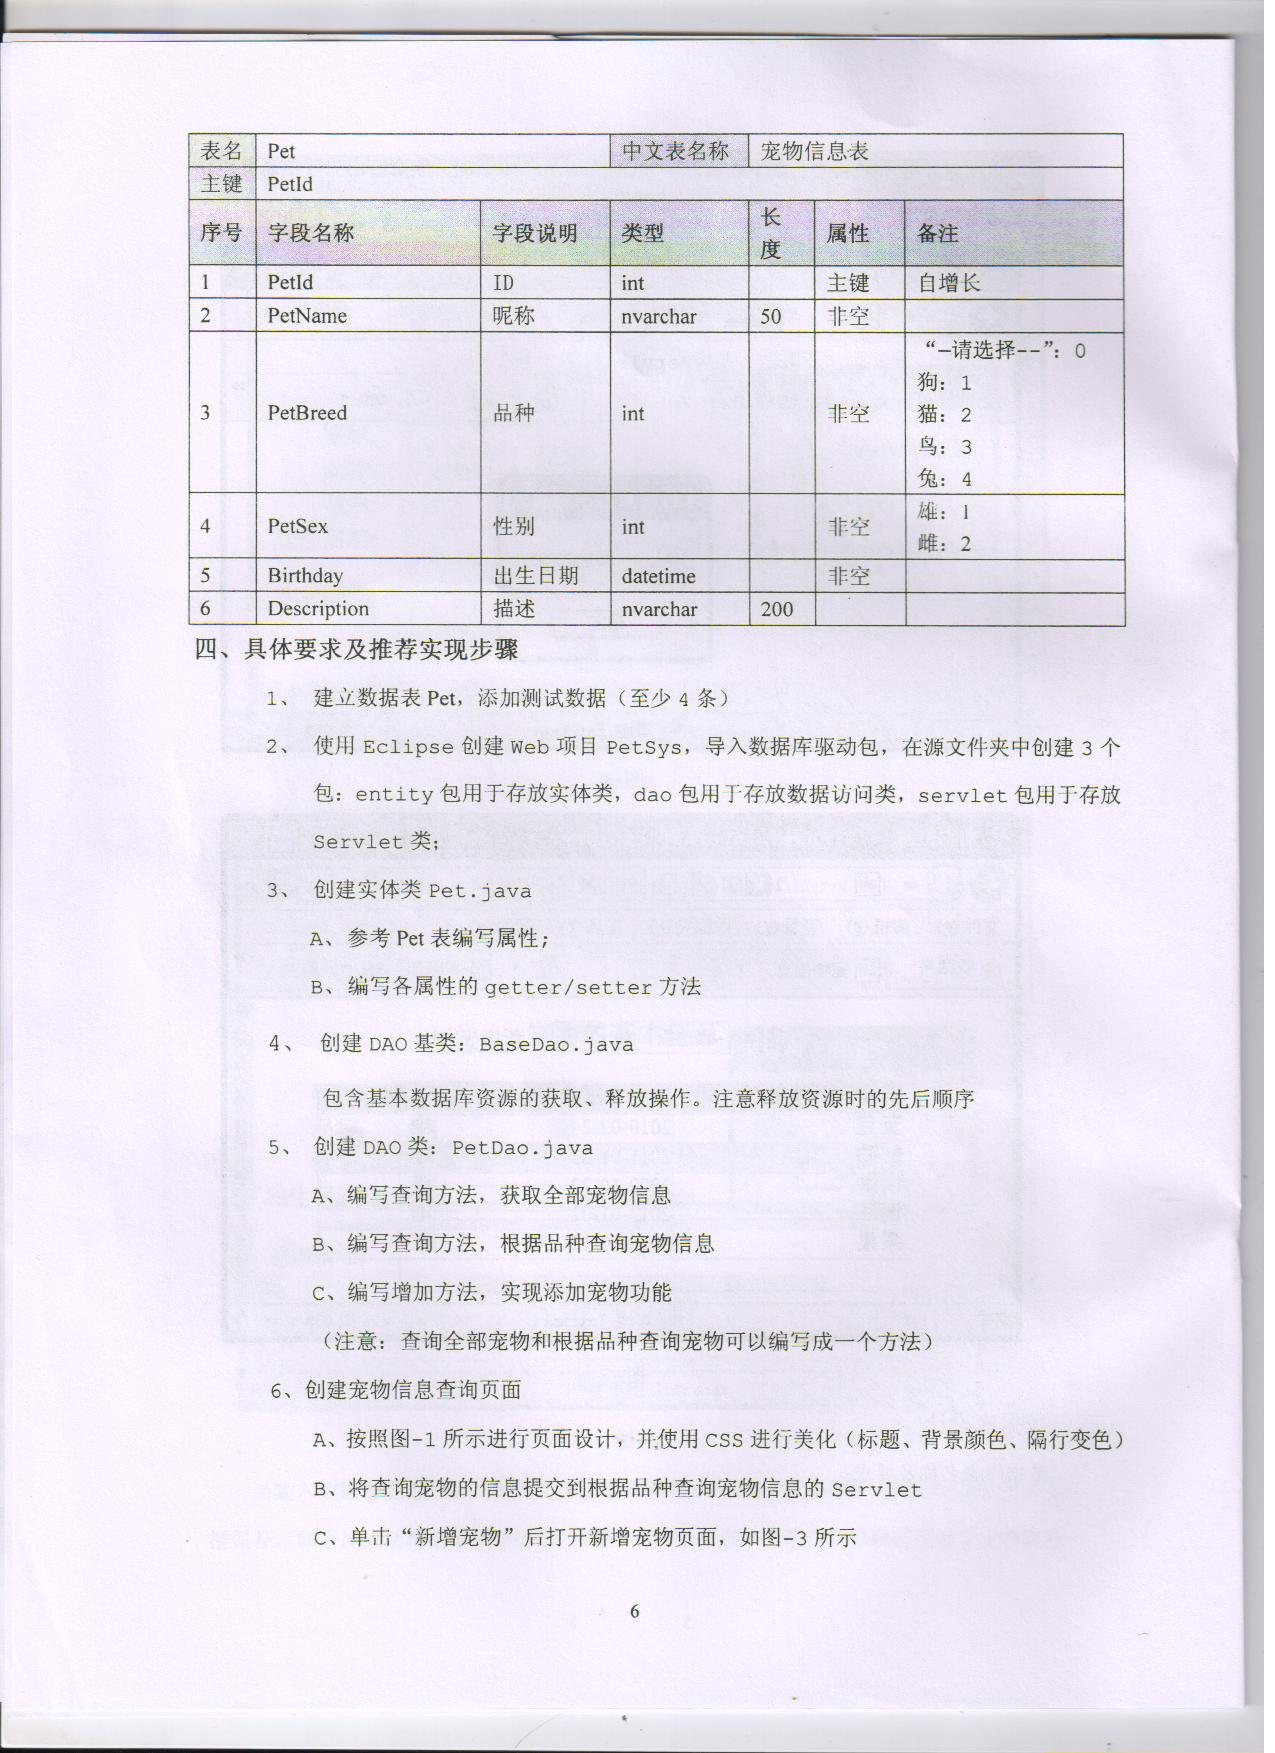 表名 Pet 中文表名称 宠物信息表
主键 PetId
序号 字段名称 字段说明 类型 长度 属性 备注
1 PetId ID int 主键 自增长
2 PetName 昵称 nvarchar 50 非空
3 PetBreed 品种 int 非空 “—请选择--”：0
狗：1
猫：2
鸟：3
兔：4
4 PetSex 性别 int 非空 雄：1
雌：2
5 Birthday 出生日期 datetime 非空
6 Description 描述 nvarchar 200
四、具体要求及推荐实现步骤
1、 建立数据表 Pet，添加测试数据（至少 4 条）
2、 使用 Eclipse 创建 Web 项目 PetSys，导入数据库驱动包，在源文件夹中创建 3 个
包：entity 包用于存放实体类，dao 包用于存放数据访问类，servlet 包用于存放
Servlet 类；
3、 创建实体类 Pet.java
A、参考 Pet 表编写属性；
B、编写各属性的 getter/setter 方法
4、 创建 DAO 基类：BaseDao.java
包含基本数据库资源的获取、释放操作。注意释放资源时的先后顺序
5、 创建 DAO 类：PetDao.java
A、编写查询方法，获取全部宠物信息
B、编写查询方法，根据品种查询宠物信息
C、编写增加方法，实现添加宠物功能
（注意：查询全部宠物和根据品种查询宠物可以编写成一个方法）
6、创建宠物信息查询页面
A、按照图-1 所示进行页面设计，并使用 CSS 进行美化（标题、背景颜色、隔行变色）
B、将查询宠物的信息提交到根据品种查询宠物信息的 Servlet
C、单击“新增宠物”后打开新增宠物页面，如图-3 所示
6